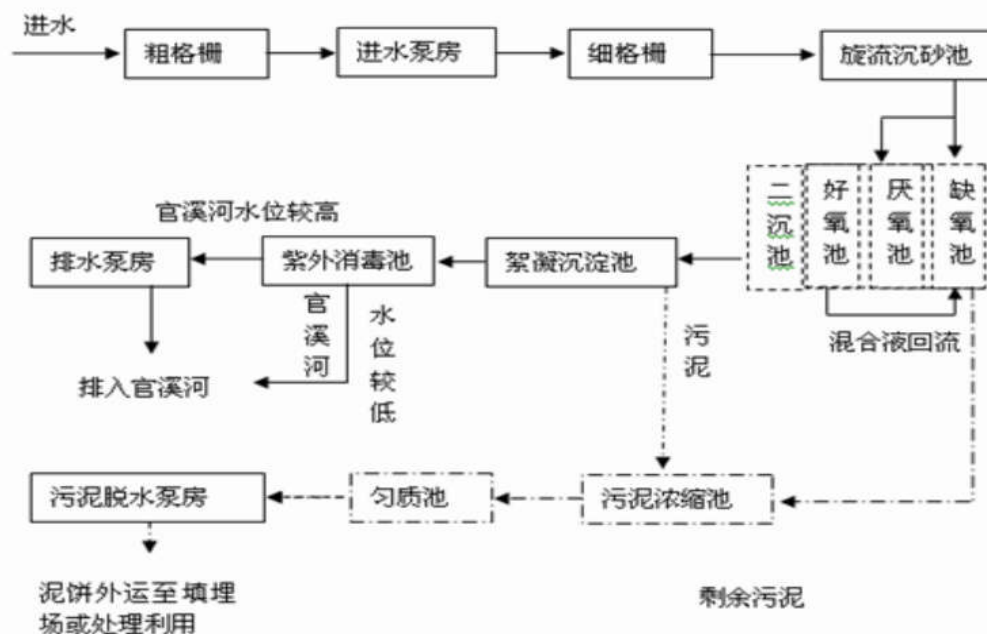 进水
粗格栅
进水泵房
细格栅
旋流沉砂池
二沉池
好氧池
厌氧池
缺氧池
官溪河水位较高
排水泵房
紫外消毒池
絮凝沉淀池
官溪河
水位较低
污泥
混合液回流
排入官溪河
污泥脱水泵房
匀质池
污泥浓缩池
泥饼外运至填埋
场或处理利用
剩余污泥